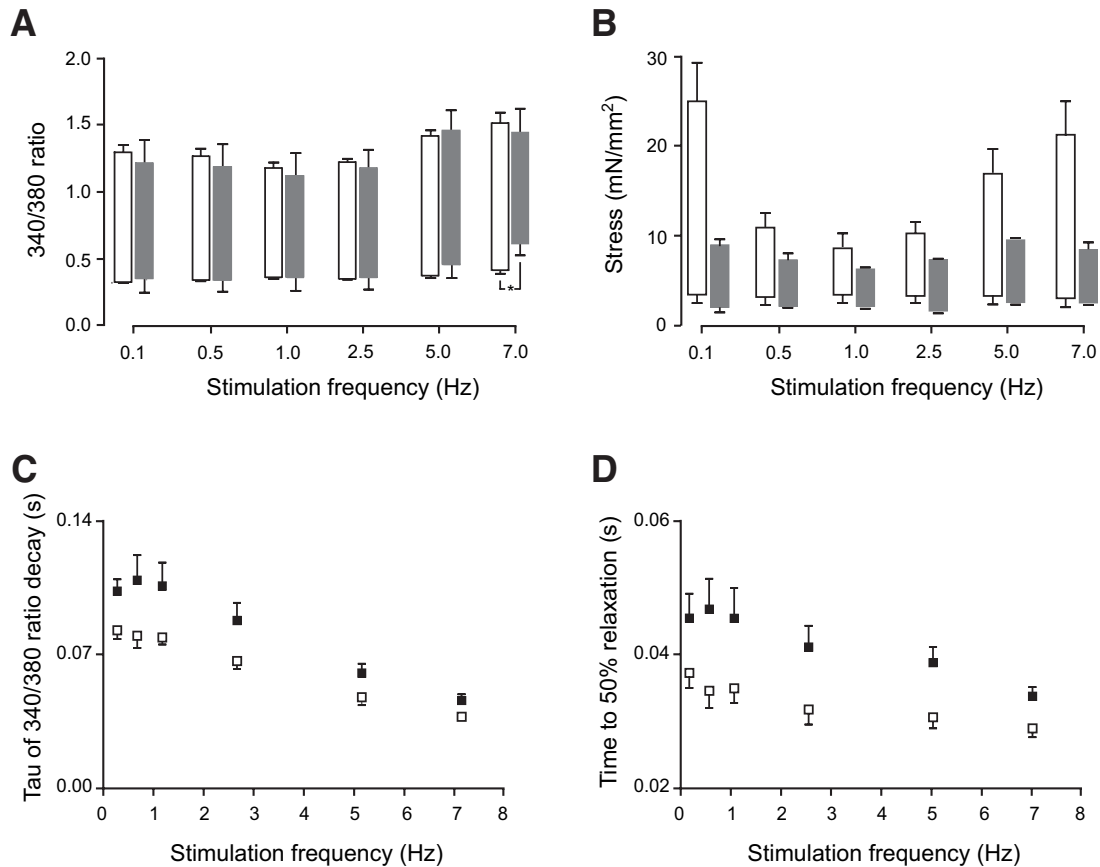 A
2.0
1.5
1.0
0.5
0.0
340/380 ratio
*
0.1 0.5 1.0 2.5 5.0 7.0
Stimulation frequency (Hz)
B
30
20
10
0
Stress (mN/mm²)
0.1 0.5 1.0 2.5 5.0 7.0
Stimulation frequency (Hz)
C
0.14
0.07
0.00
Tau of 340/380 ratio decay (s)
0 1 2 3 4 5 6 7 8
Stimulation frequency (Hz)
D
0.06
0.04
0.02
Time to 50% relaxation (s)
0 1 2 3 4 5 6 7 8
Stimulation frequency (Hz)